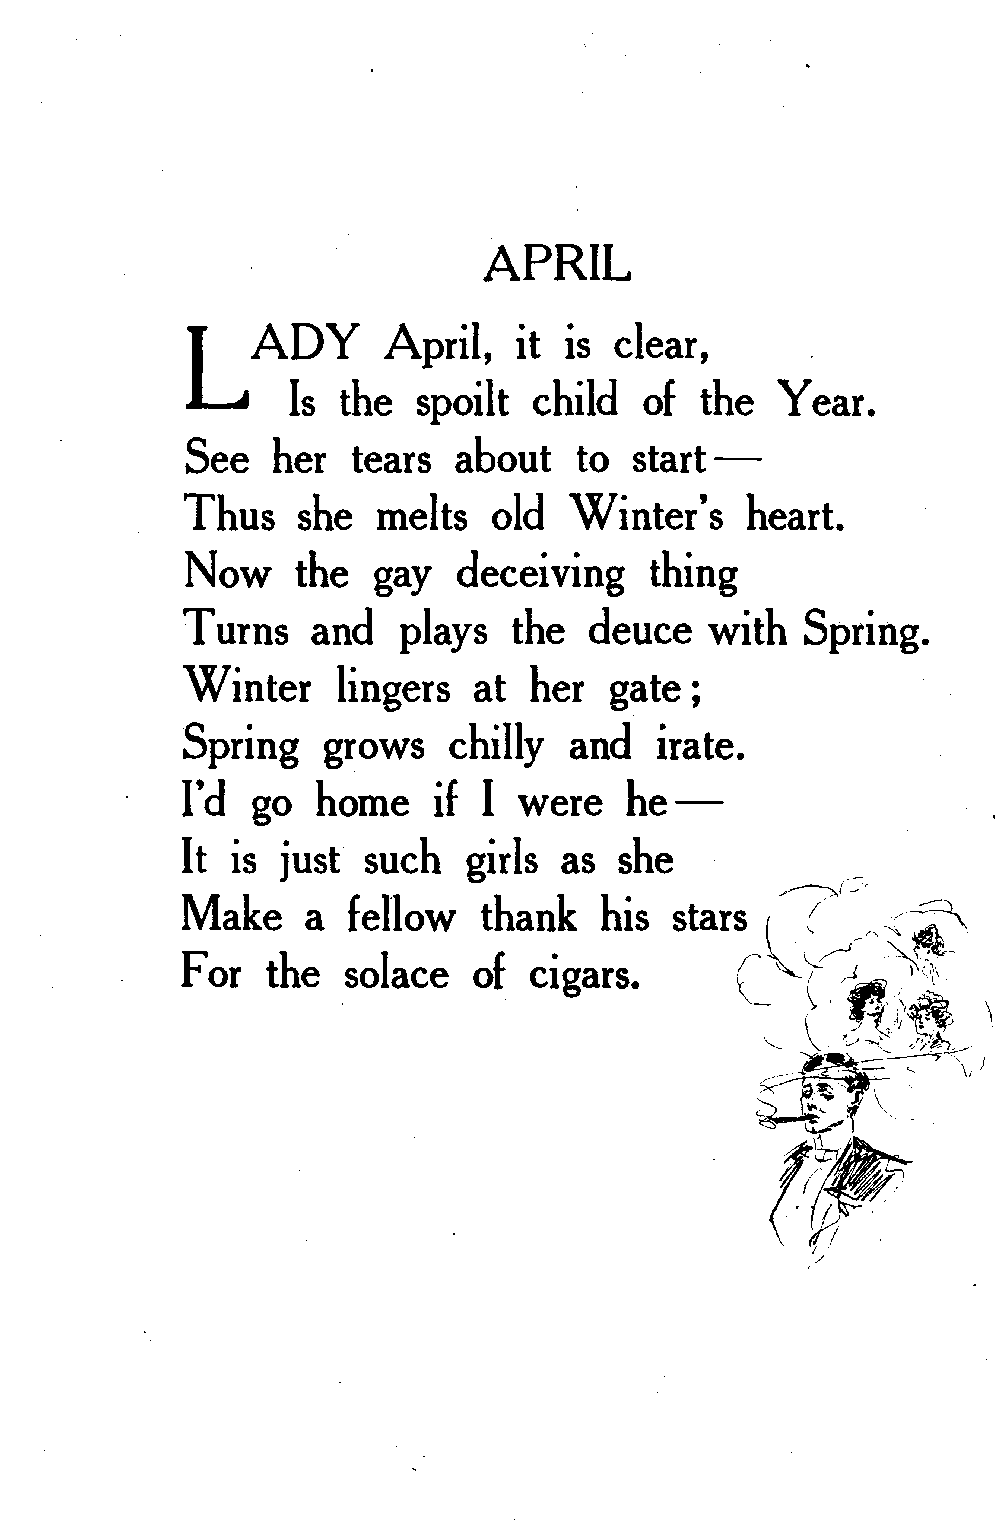 APRIL
LADY April, it is clear,
Is the spoilt child of the Year.
See her tears about to start—
Thus she melts old Winter's heart.
Now the gay deceiving thing
Turns and plays the deuce with Spring.
Winter lingers at her gate;
Spring grows chilly and irate.
I'd go home if I were he—
It is just such girls as she
Make a fellow thank his stars
For the solace of cigars.